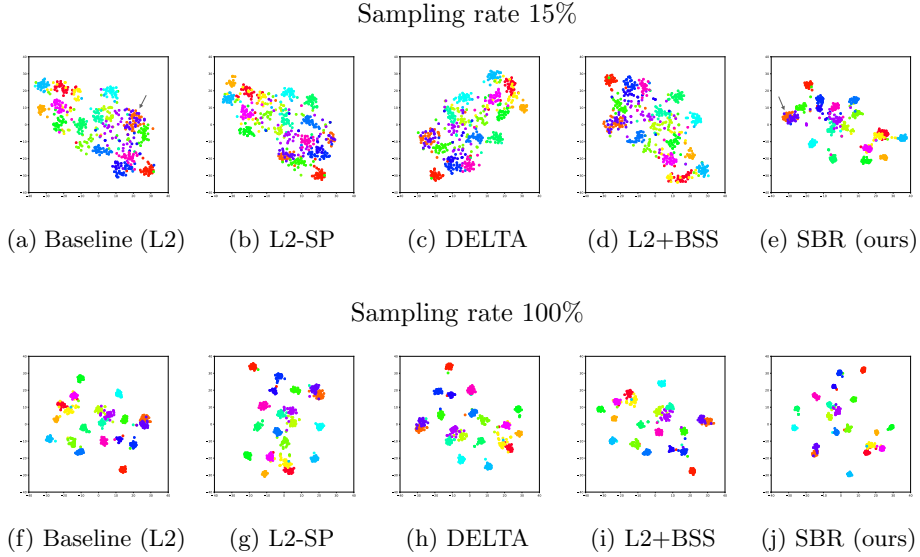 Sampling rate 15%
(a) Baseline (L2) (b) L2-SP (c) DELTA (d) L2+BSS (e) SBR (ours)
Sampling rate 100%
(f) Baseline (L2) (g) L2-SP (h) DELTA (i) L2+BSS (j) SBR (ours)